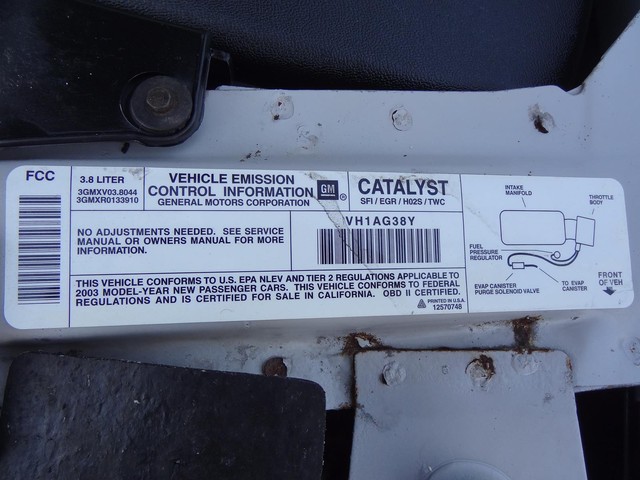 FCC
3.8 LITER
3GMXV03.8044
3GMXR0133910
VEHICLE EMISSION
CONTROL INFORMATION
GENERAL MOTORS CORPORATION
GM
CATALYST
SFI / EGR / H02S / TWC
NO ADJUSTMENTS NEEDED. SEE SERVICE
MANUAL OR OWNERS MANUAL FOR MORE
INFORMATION.
VH1AG38Y
THIS VEHICLE CONFORMS TO U.S. EPA NLEV AND TIER 2 REGULATIONS APPLICABLE TO
2003 MODEL-YEAR NEW PASSENGER CARS. THIS VEHICLE CONFORMS TO FEDERAL
REGULATIONS AND IS CERTIFIED FOR SALE IN CALIFORNIA. OBD II CERTIFIED.
PRINTED IN U.S.A.
12570748
INTAKE
MANIFOLD
THROTTLE
BODY
FUEL
PRESSURE
REGULATOR
EVAP CANISTER
PURGE SOLENOID VALVE
TO EVAP
CANISTER
FRONT
OF VEH